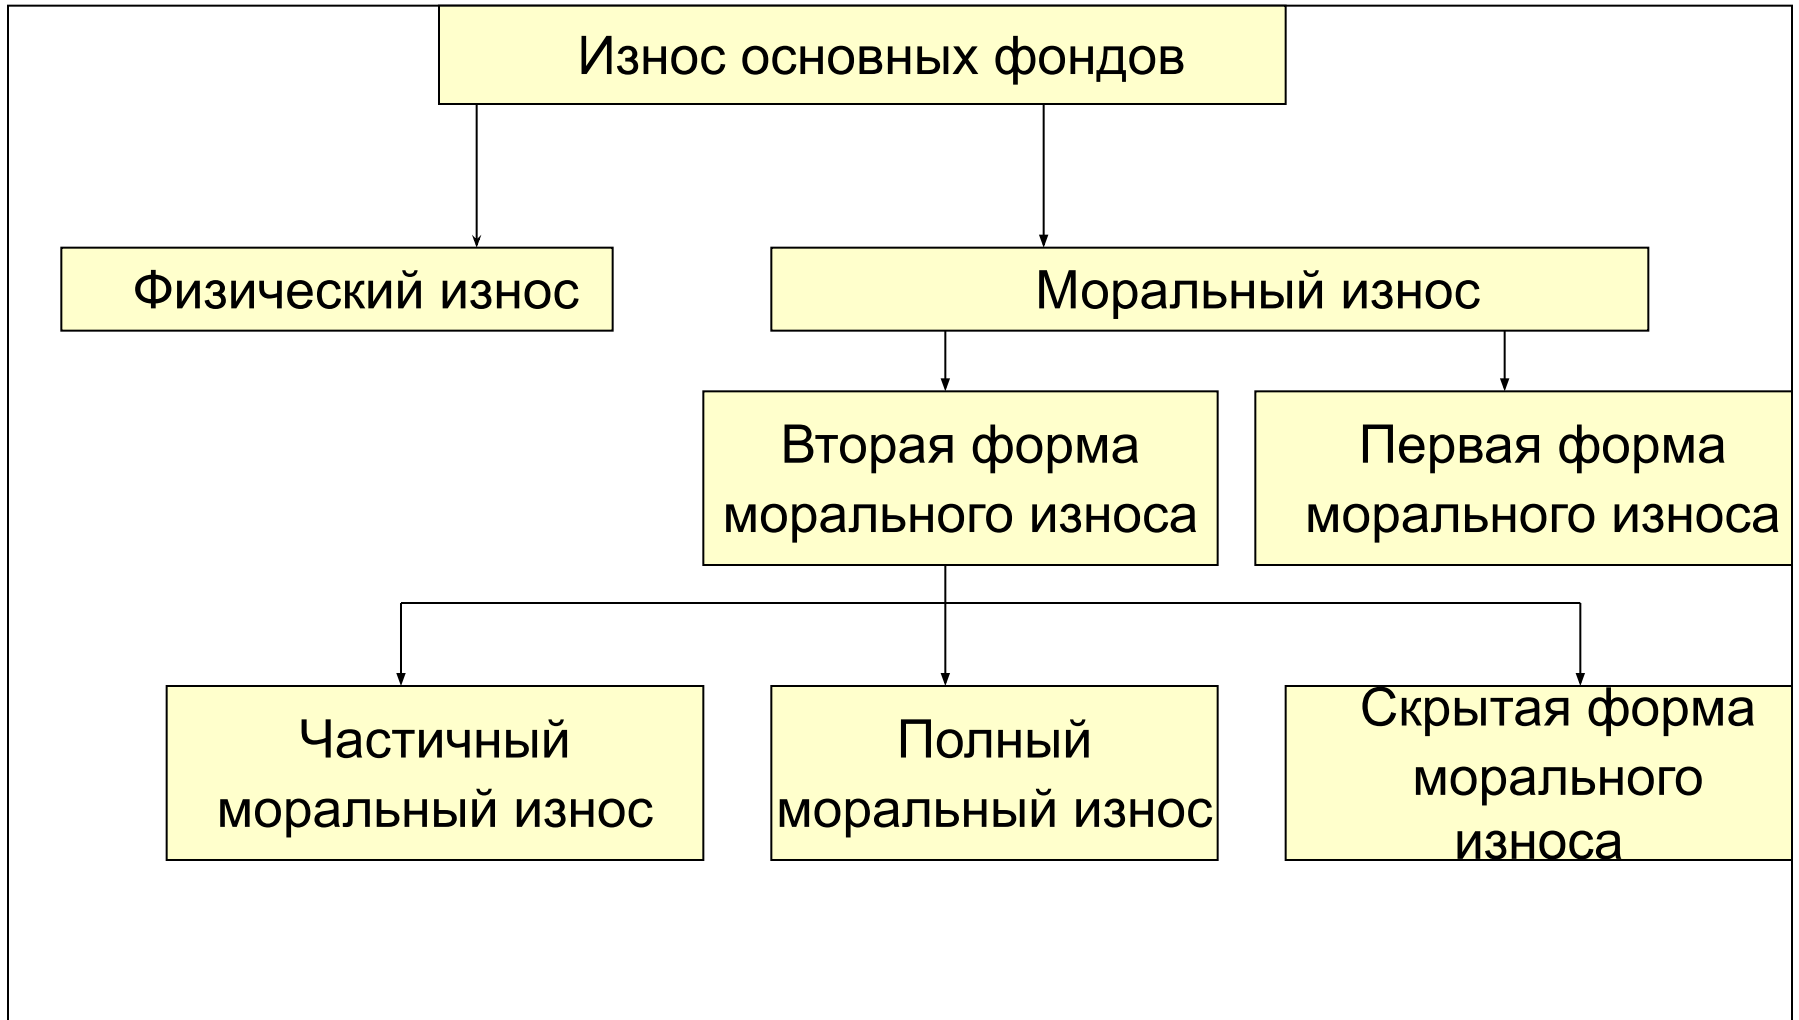 Износ основных фондов
Физический износ
Моральный износ
Вторая форма
морального износа
Первая форма
морального износа
Частичный
моральный износ
Полный
моральный износ
Скрытая форма
морального
износа